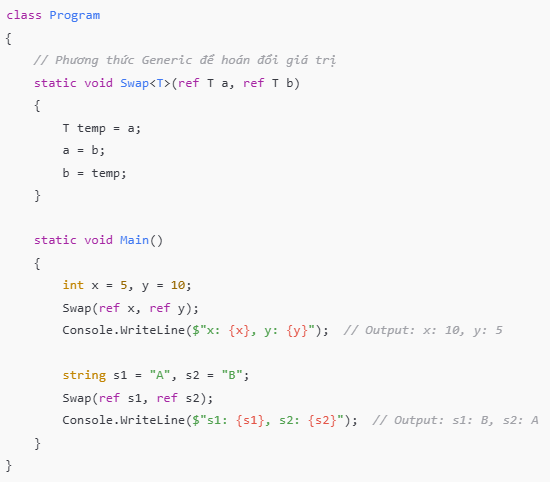 class Program
{
    // Phương thức Generic để hoán đổi giá trị
    static void Swap<T>(ref T a, ref T b)
    {
        T temp = a;
        a = b;
        b = temp;
    }

    static void Main()
    {
        int x = 5, y = 10;
        Swap(ref x, ref y);
        Console.WriteLine($"x: {x}, y: {y}");  // Output: x: 10, y: 5

        string s1 = "A", s2 = "B";
        Swap(ref s1, ref s2);
        Console.WriteLine($"s1: {s1}, s2: {s2}");  // Output: s1: B, s2: A
    }
}